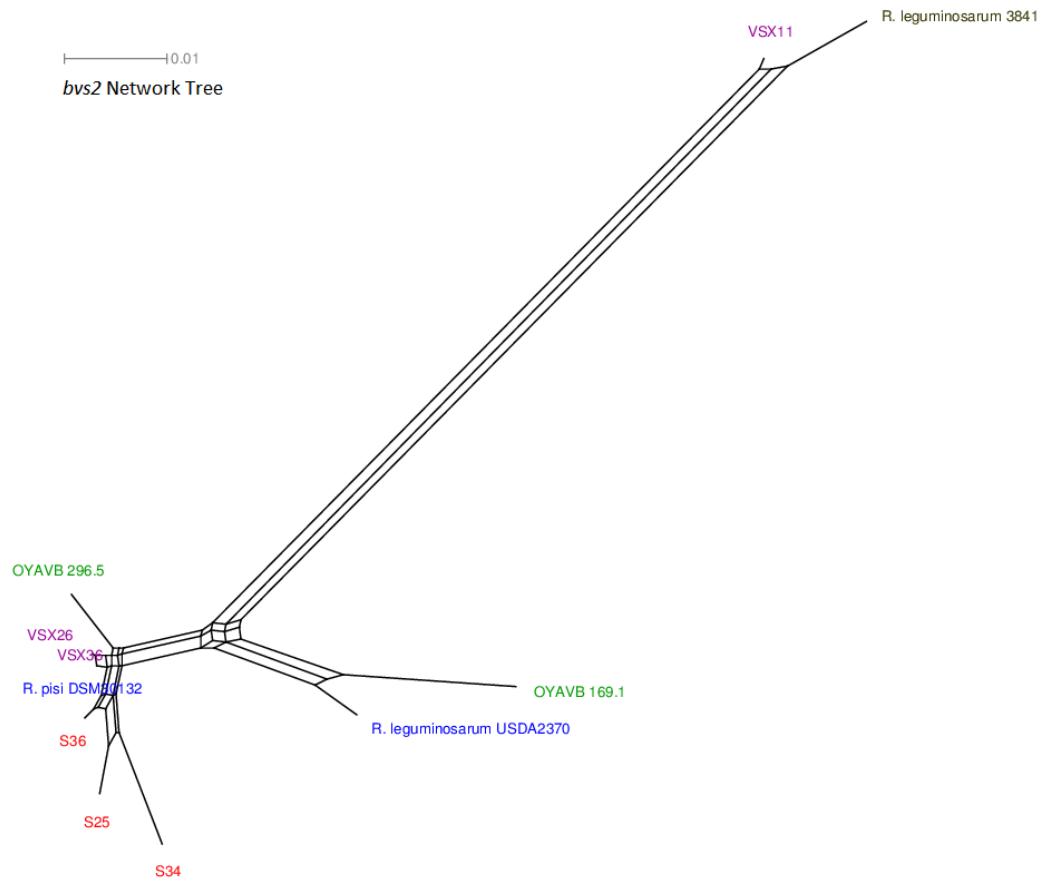 R. leguminosarum 3841
VSX11
0.01
bvs2 Network Tree
OYAVB 296.5
VSX26
VSX36
R. pisi DSM30132
OYAVB 169.1
R. leguminosarum USDA2370
S36
S25
S34